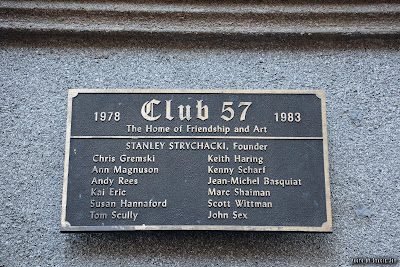 1978 Club 57 1983
The Home of Friendship and Art
STANLEY STRYCHACKI, Founder
Chris Gremski Keith Haring
Ann Magnuson Kenny Scharf
Andy Rees Jean-Michel Basquiat
Kai Eric Marc Shaiman
Susan Hannaford Scott Wittman
Tom Scully John Sex